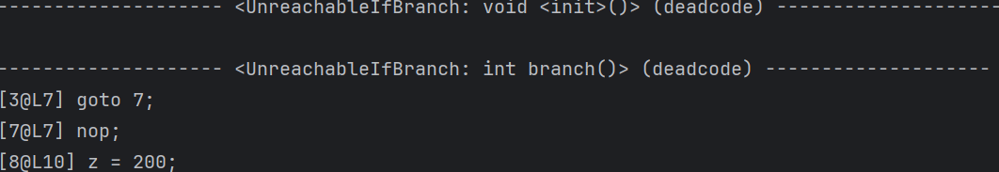 -------------------- <UnreachableIfBranch: void <init>()> (deadcode) --------------------
-------------------- <UnreachableIfBranch: int branch()> (deadcode) --------------------
[3@L7] goto 7;
[7@L7] nop;
[8@L10] z = 200;